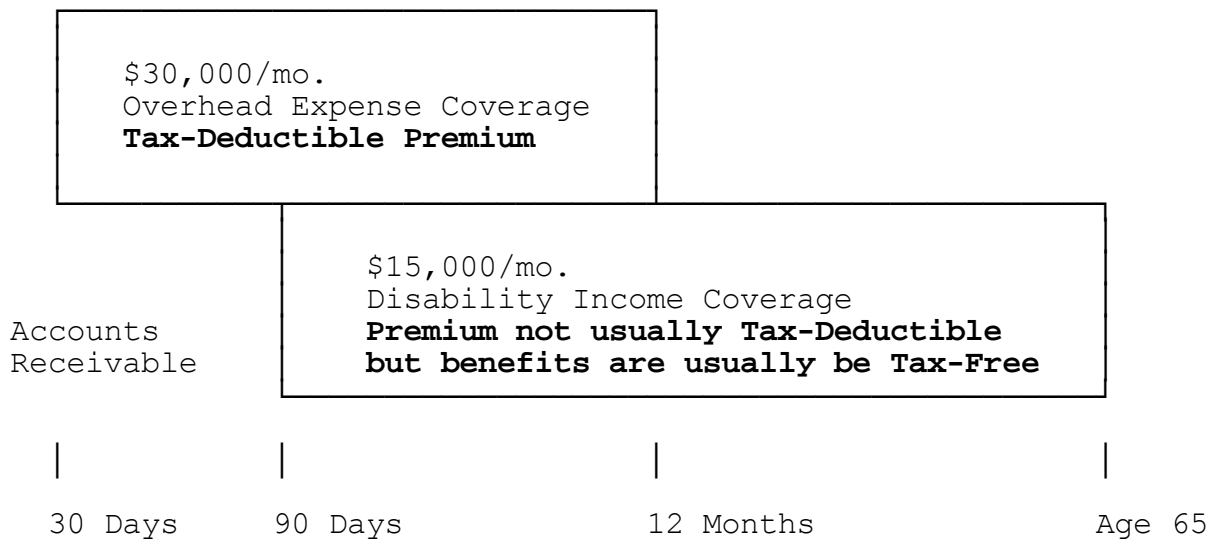 $30,000/mo.
Overhead Expense Coverage
Tax-Deductible Premium
$15,000/mo.
Disability Income Coverage
Premium not usually Tax-Deductible
but benefits are usually be Tax-Free
Accounts
Receivable
30 Days 90 Days 12 Months Age 65